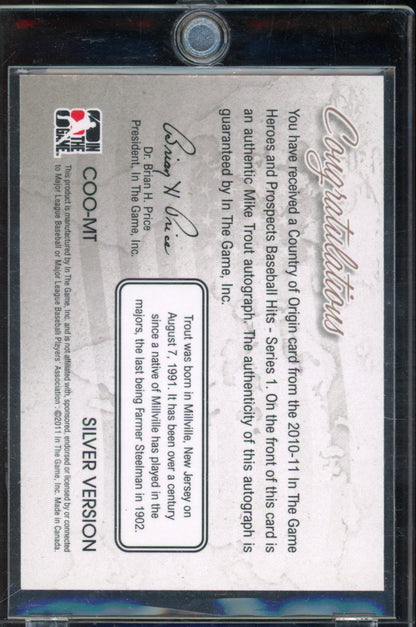 Congratulations
You have received a Country of Origin card from the 2010-11 In The Game
Heroes and Prospects Baseball Hits - Series 1. On the front of this card is
an authentic Mike Trout autograph. The authenticity of this autograph is
guaranteed by In The Game, Inc.
Brian H Price
Dr. Brian H. Price
President, In The Game, Inc.
Trout was born in Millville, New Jersey on
August 7, 1991. It has been over a century
since a native of Millville has played in the
majors, the last being Farmer Steelman in 1902.
IN
THE
GAME
COO-MT
SILVER VERSION
This product is manufactured by In The Game, Inc. and is not affiliated with, sponsored, endorsed or licensed by or connected
to Major League Baseball or Major League Baseball Players' Association · ©2011 In The Game, Inc. Made in Canada.